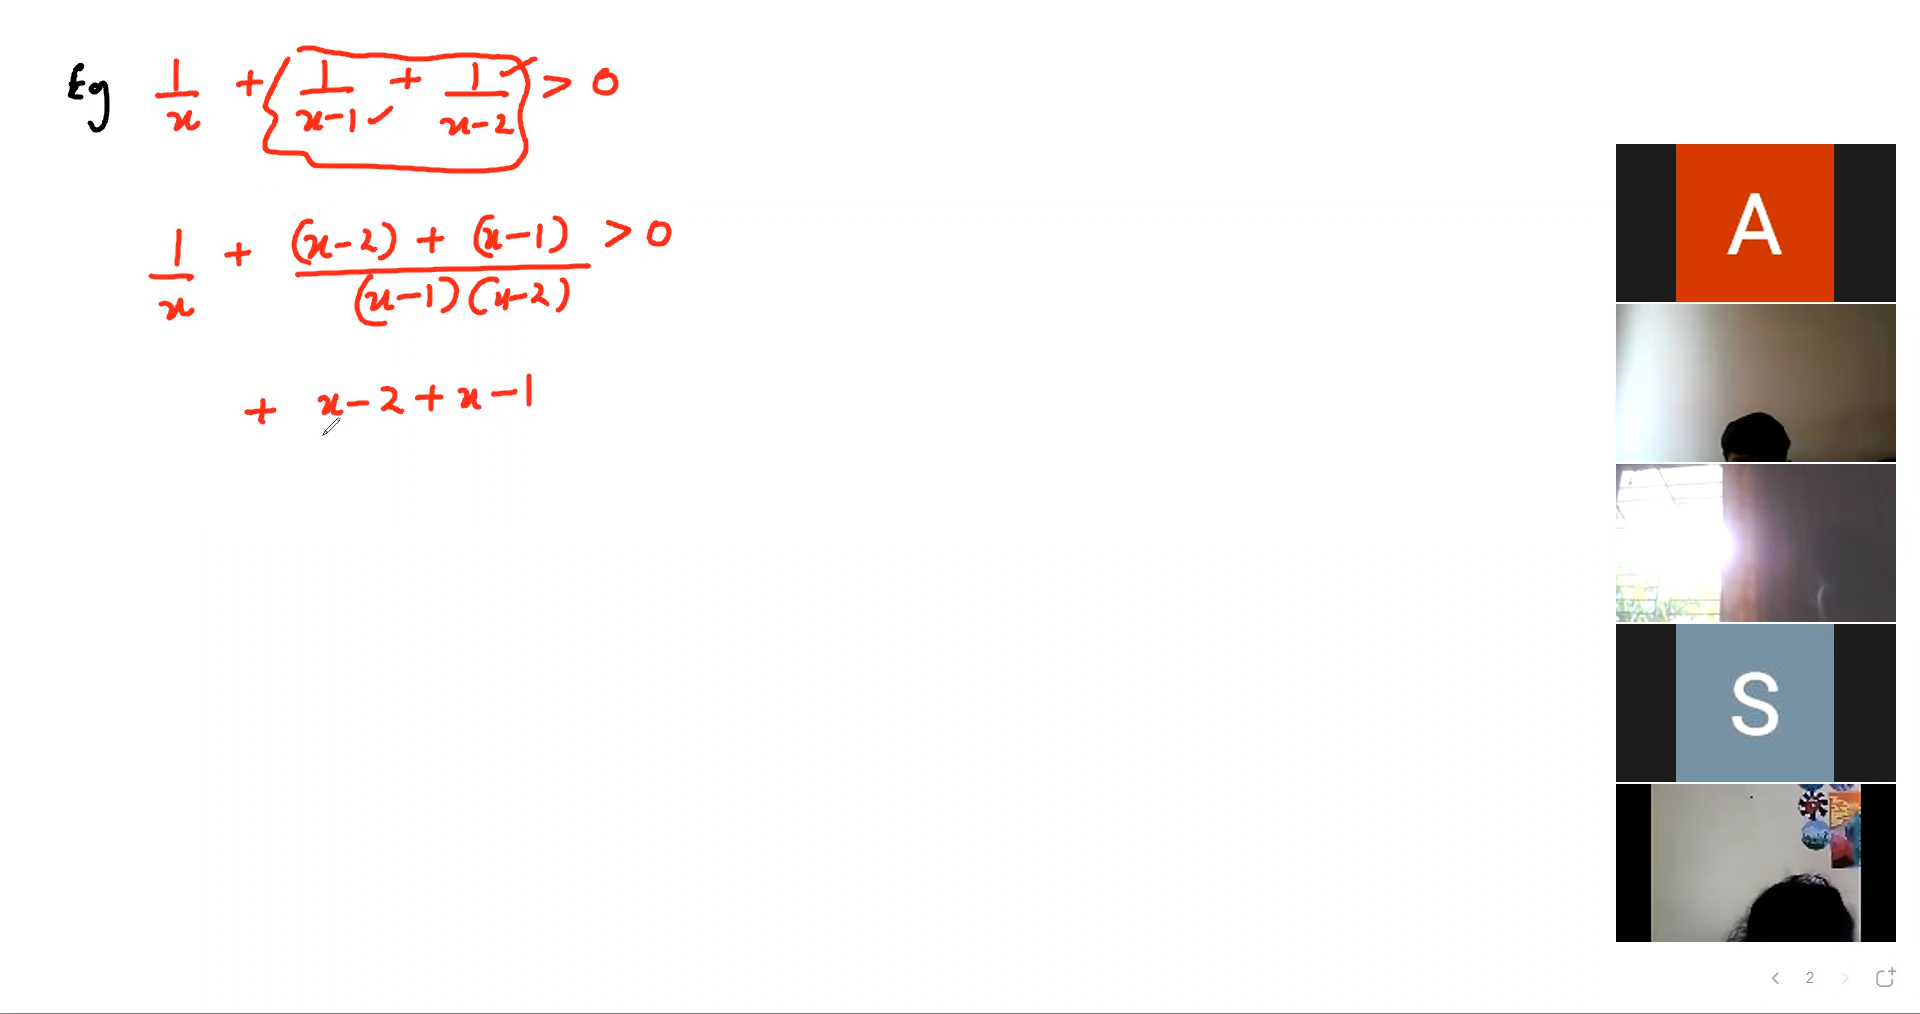 Eg 1/x + 1/(x-1) + 1/(x-2) > 0
1/x + ((x-2) + (x-1))/((x-1)(x-2)) > 0
+ x-2+x-1
A
S
2